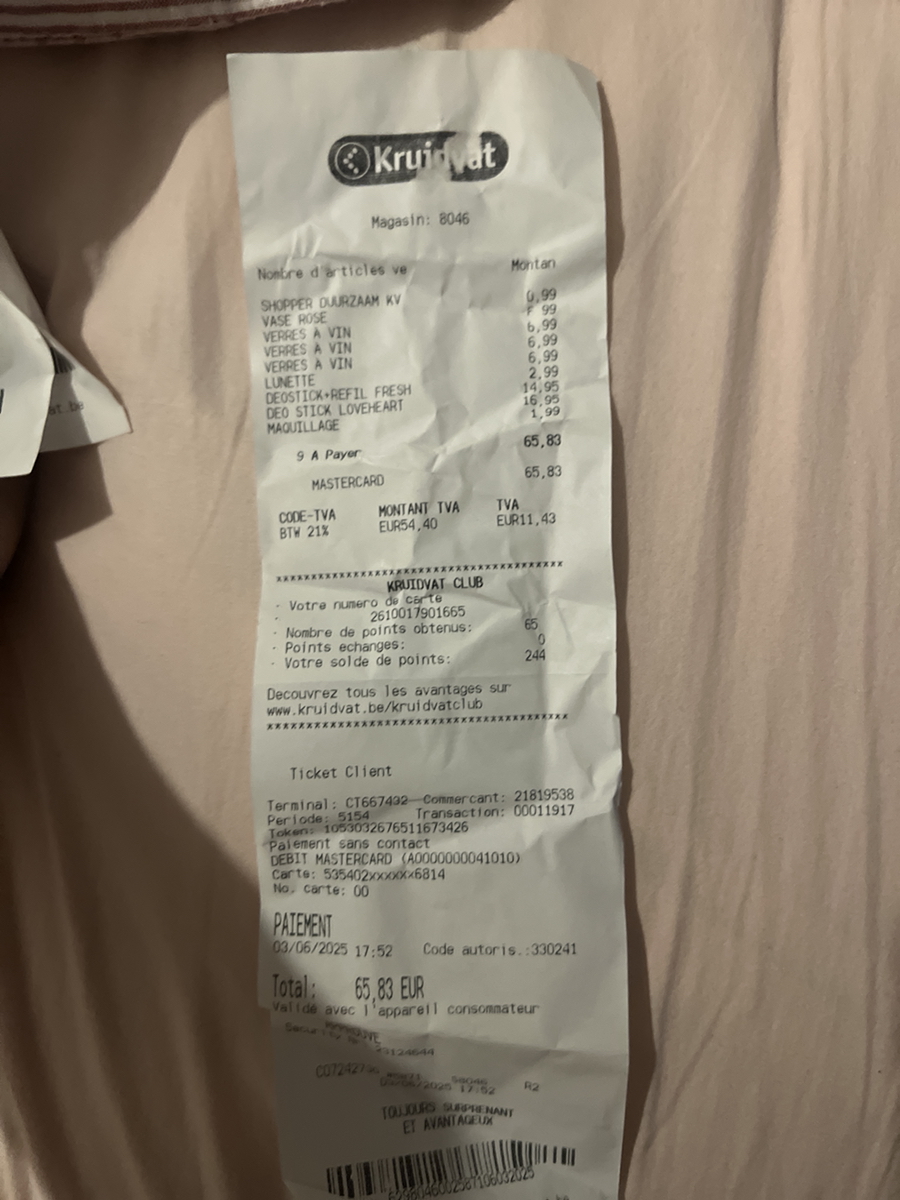 Kruidvat
Magasin: 8046
Nombre d'articles ve Montan
SHOPPER DUURZAAM KV 0,99
VASE ROSE 99
VERRES A VIN 6,99
VERRES A VIN 6,99
VERRES A VIN 6,99
LUNETTE 2,99
DEOSTICK+REFIL FRESH 14,95
DEO STICK LOVEHEART 16,95
MAQUILLAGE 1,99
9 A Payer 65,83
MASTERCARD 65,83
CODE-TVA MONTANT TVA TVA
BTW 21% EUR54,40 EUR11,43
****************************************
KRUIDVAT CLUB
· Votre numero de carte
· 2610017901665
· Nombre de points obtenus: 65
· Points echanges: 0
· Votre solde de points: 244
Decouvrez tous les avantages sur
www.kruidvat.be/kruidvatclub
****************************************
Ticket Client
Terminal: CT667432 Commercant: 21819538
Periode: 5154 Transaction: 00011917
Token: 1053032676511673426
Paiement sans contact
DEBIT MASTERCARD (A0000000041010)
Carte: 535402xxxxxx6814
No. carte: 00
PAIEMENT
03/06/2025 17:52 Code autoris.:330241
Total: 65,83 EUR
Validé avec l'appareil consommateur
03/06/2025 17:52 R2
TOUJOURS SURPRENANT
ET AVANTAGEUX